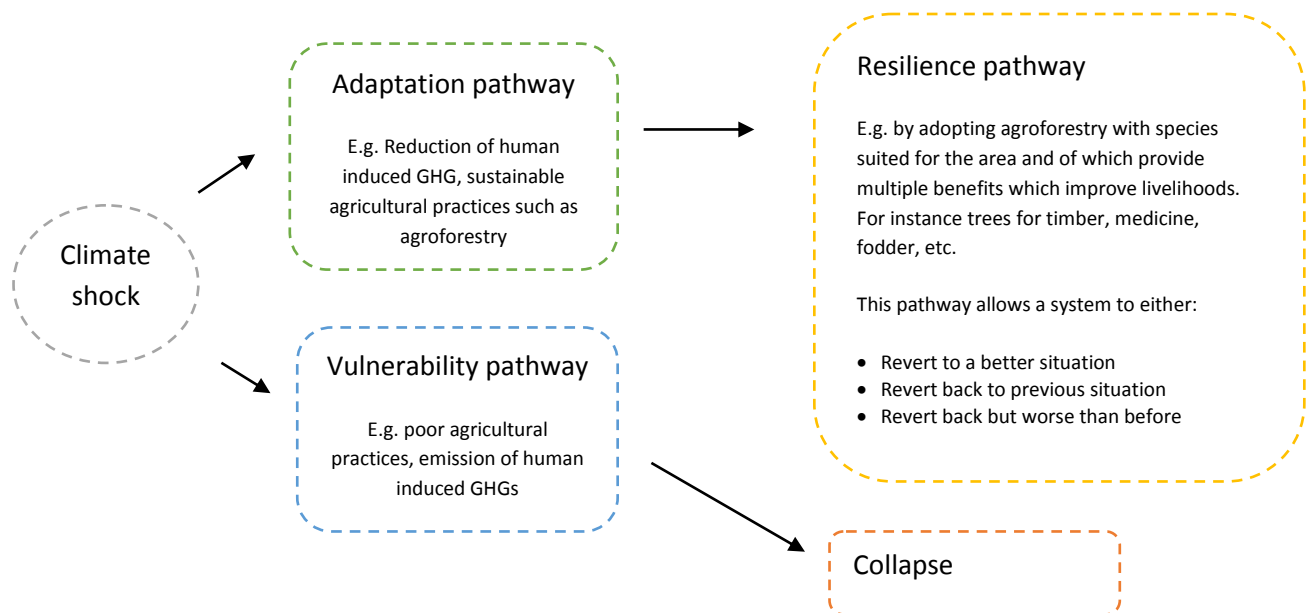 Climate
shock
Adaptation pathway
E.g. Reduction of human
induced GHG, sustainable
agricultural practices such as
agroforestry
Vulnerability pathway
E.g. poor agricultural
practices, emission of human
induced GHGs
Resilience pathway
E.g. by adopting agroforestry with species
suited for the area and of which provide
multiple benefits which improve livelihoods.
For instance trees for timber, medicine,
fodder, etc.
This pathway allows a system to either:
• Revert to a better situation
• Revert back to previous situation
• Revert back but worse than before
Collapse